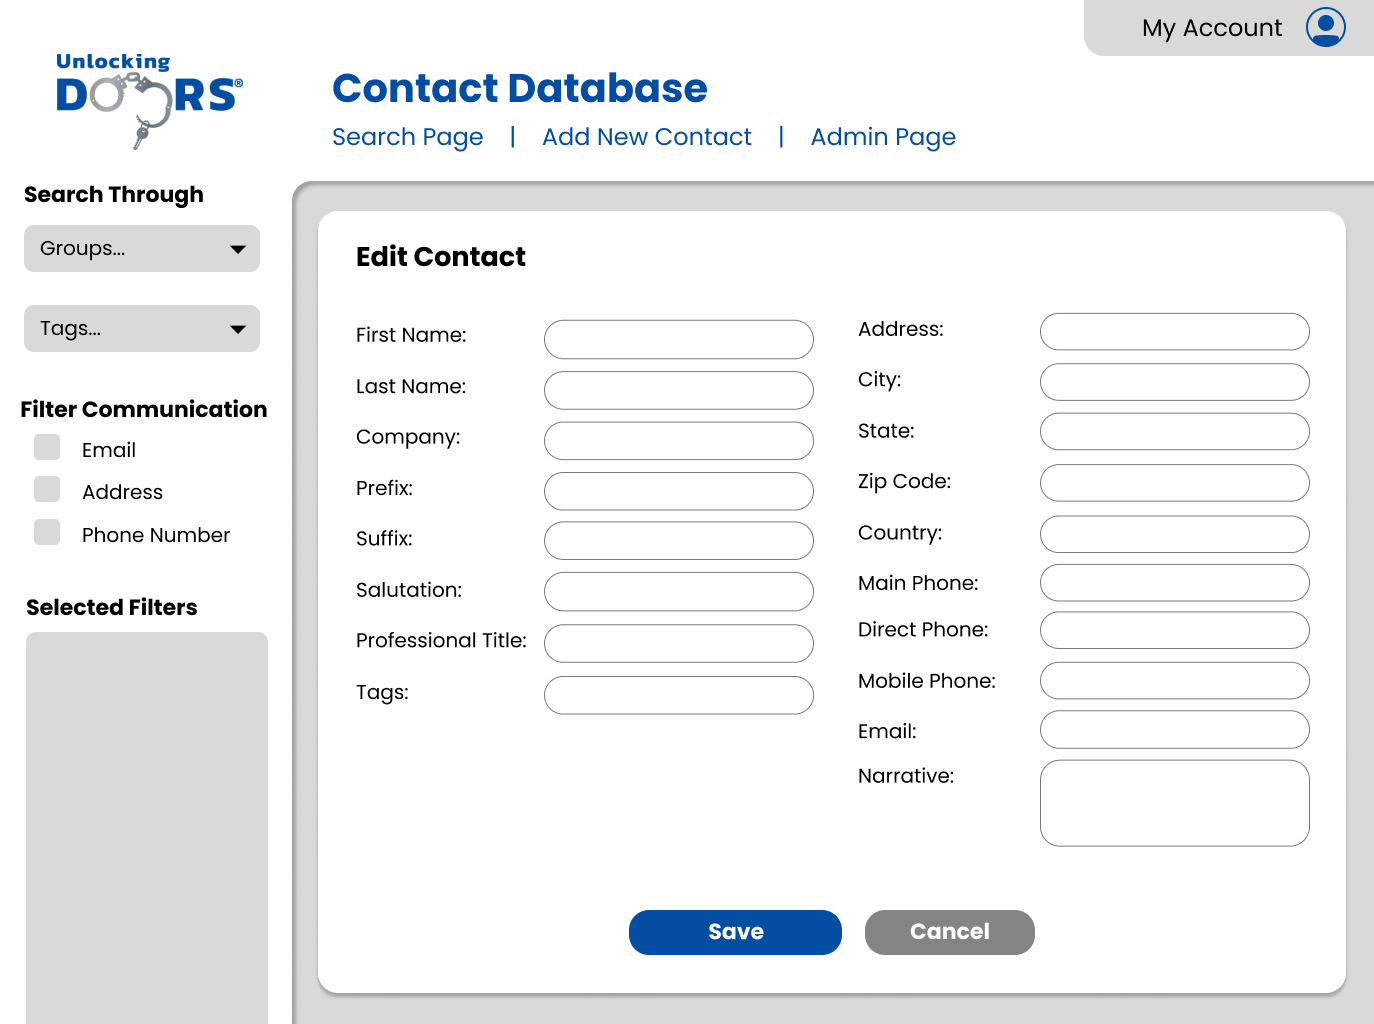 My Account
Unlocking
DOORS®
Contact Database
Search Page | Add New Contact | Admin Page
Search Through
Groups...
Tags...
Filter Communication
Email
Address
Phone Number
Selected Filters
Edit Contact
First Name:
Last Name:
Company:
Prefix:
Suffix:
Salutation:
Professional Title:
Tags:
Address:
City:
State:
Zip Code:
Country:
Main Phone:
Direct Phone:
Mobile Phone:
Email:
Narrative:
Save
Cancel